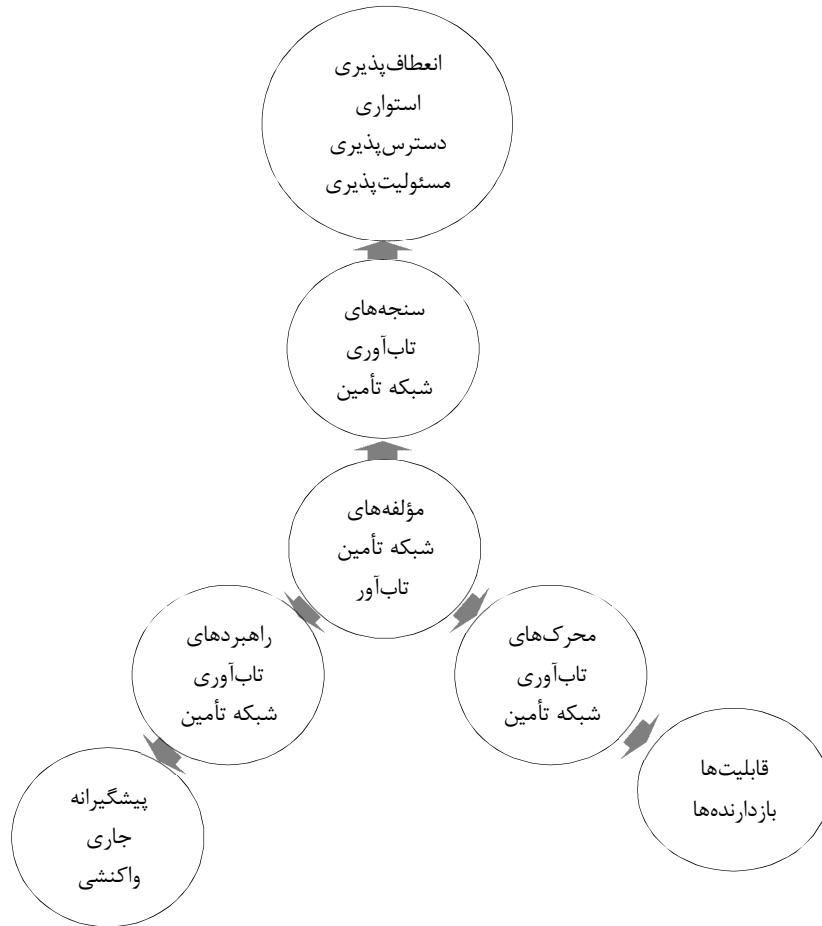 انعطاف‌پذیری
استواری
دسترس‌پذیری
مسئولیت‌پذیری
سنجه‌های
تاب‌آوری
شبکه تأمین
مؤلفه‌های
شبکه تأمین
تاب‌آور
محرک‌های
تاب‌آوری
شبکه تأمین
قابلیت‌ها
بازدارنده‌ها
راهبردهای
تاب‌آوری
شبکه تأمین
پیشگیرانه
جاری
واکنشی